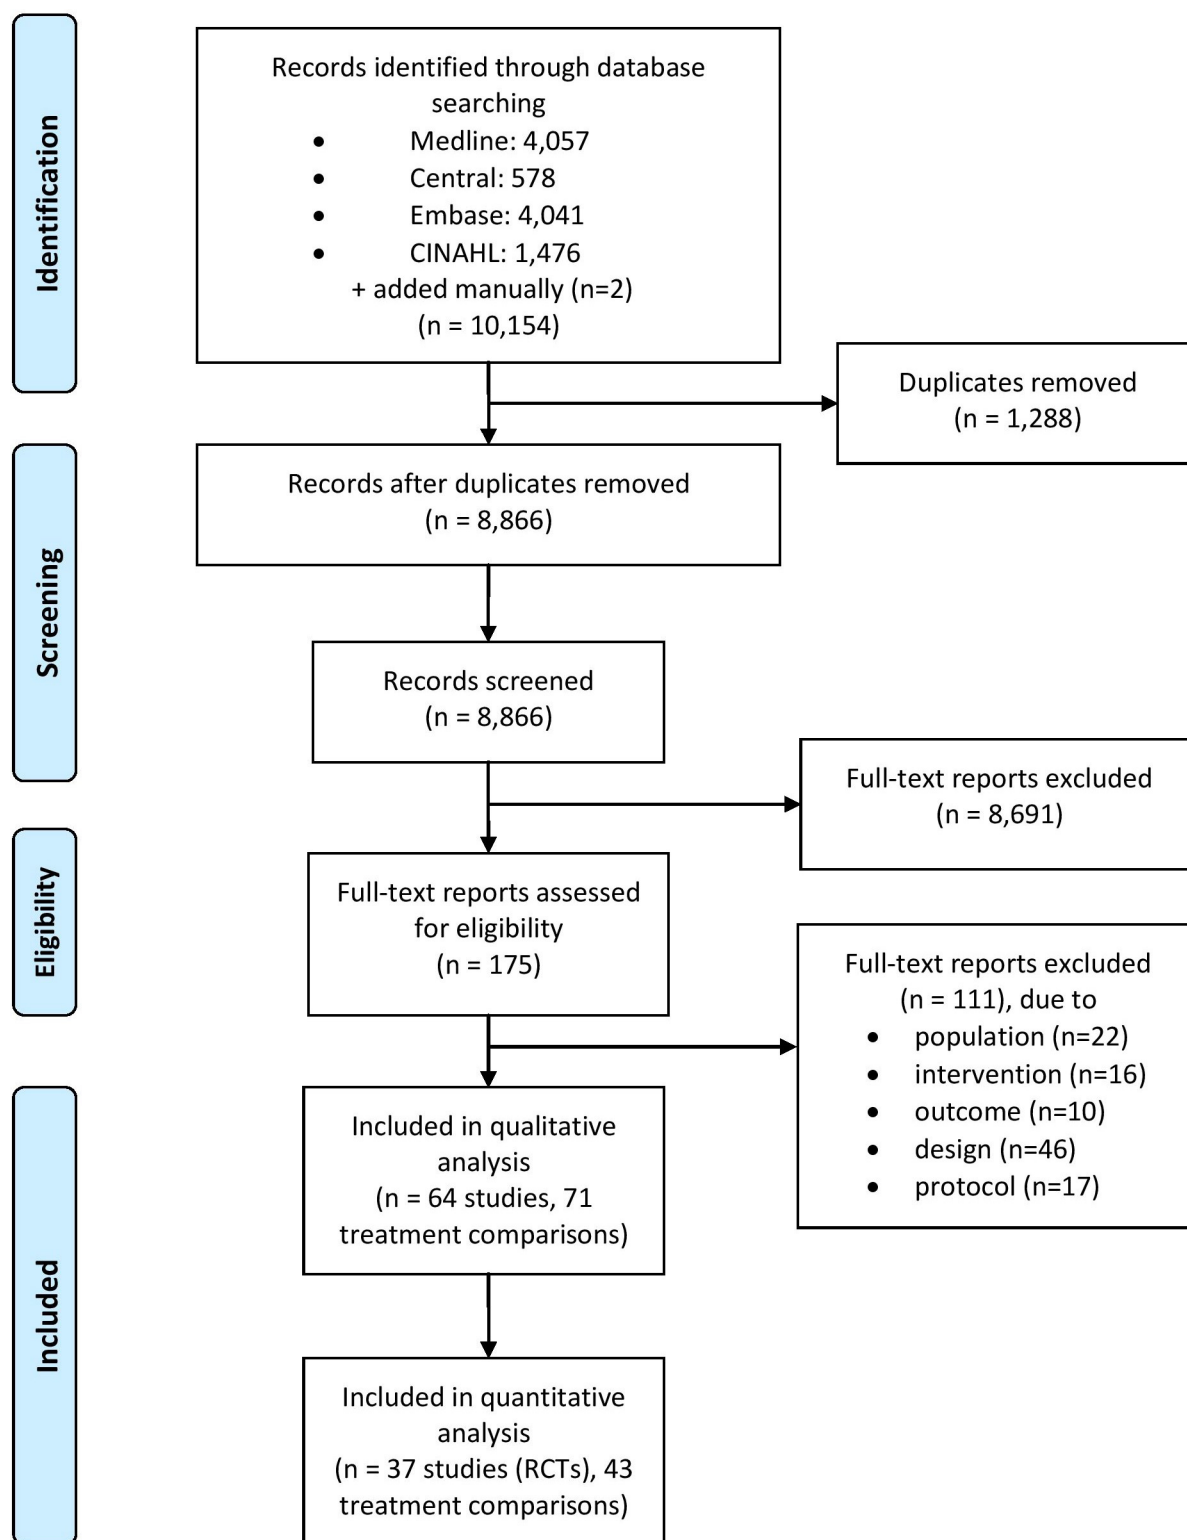 Identification
Records identified through database
searching
• Medline: 4,057
• Central: 578
• Embase: 4,041
• CINAHL: 1,476
+ added manually (n=2)
(n = 10,154)
Duplicates removed
(n = 1,288)
Screening
Records after duplicates removed
(n = 8,866)
Records screened
(n = 8,866)
Full-text reports excluded
(n = 8,691)
Eligibility
Full-text reports assessed
for eligibility
(n = 175)
Full-text reports excluded
(n = 111), due to
• population (n=22)
• intervention (n=16)
• outcome (n=10)
• design (n=46)
• protocol (n=17)
Included
Included in qualitative
analysis
(n = 64 studies, 71
treatment comparisons)
Included in quantitative
analysis
(n = 37 studies (RCTs), 43
treatment comparisons)